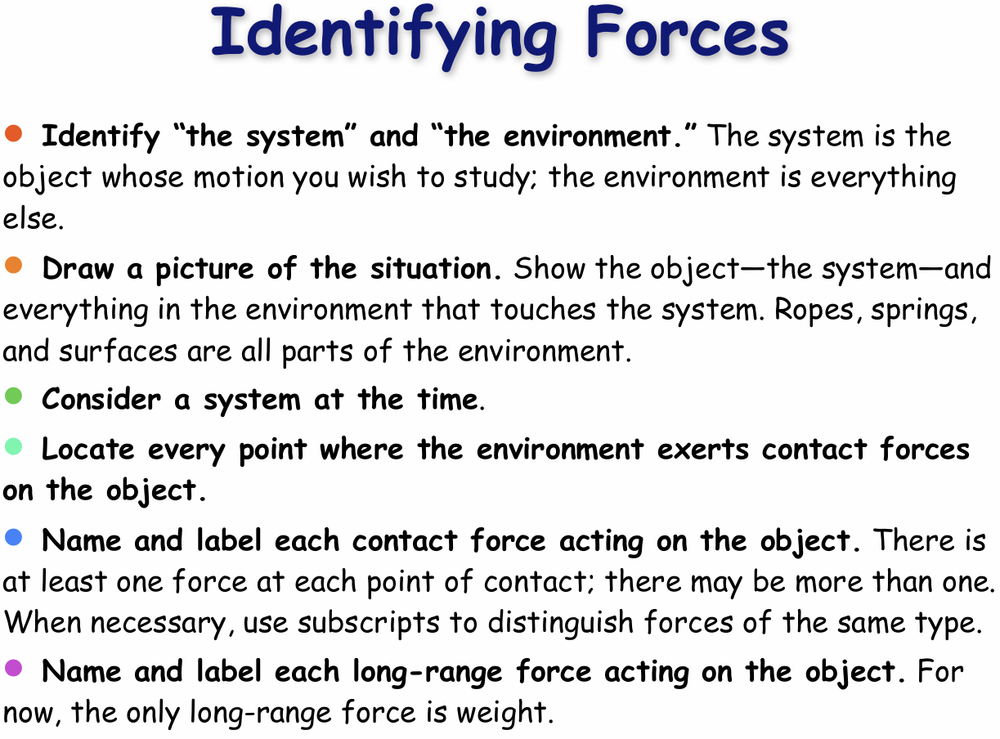 Identifying Forces
• Identify “the system” and “the environment.” The system is the
object whose motion you wish to study; the environment is everything
else.
• Draw a picture of the situation. Show the object—the system—and
everything in the environment that touches the system. Ropes, springs,
and surfaces are all parts of the environment.
• Consider a system at the time.
• Locate every point where the environment exerts contact forces
on the object.
• Name and label each contact force acting on the object. There is
at least one force at each point of contact; there may be more than one.
When necessary, use subscripts to distinguish forces of the same type.
• Name and label each long-range force acting on the object. For
now, the only long-range force is weight.